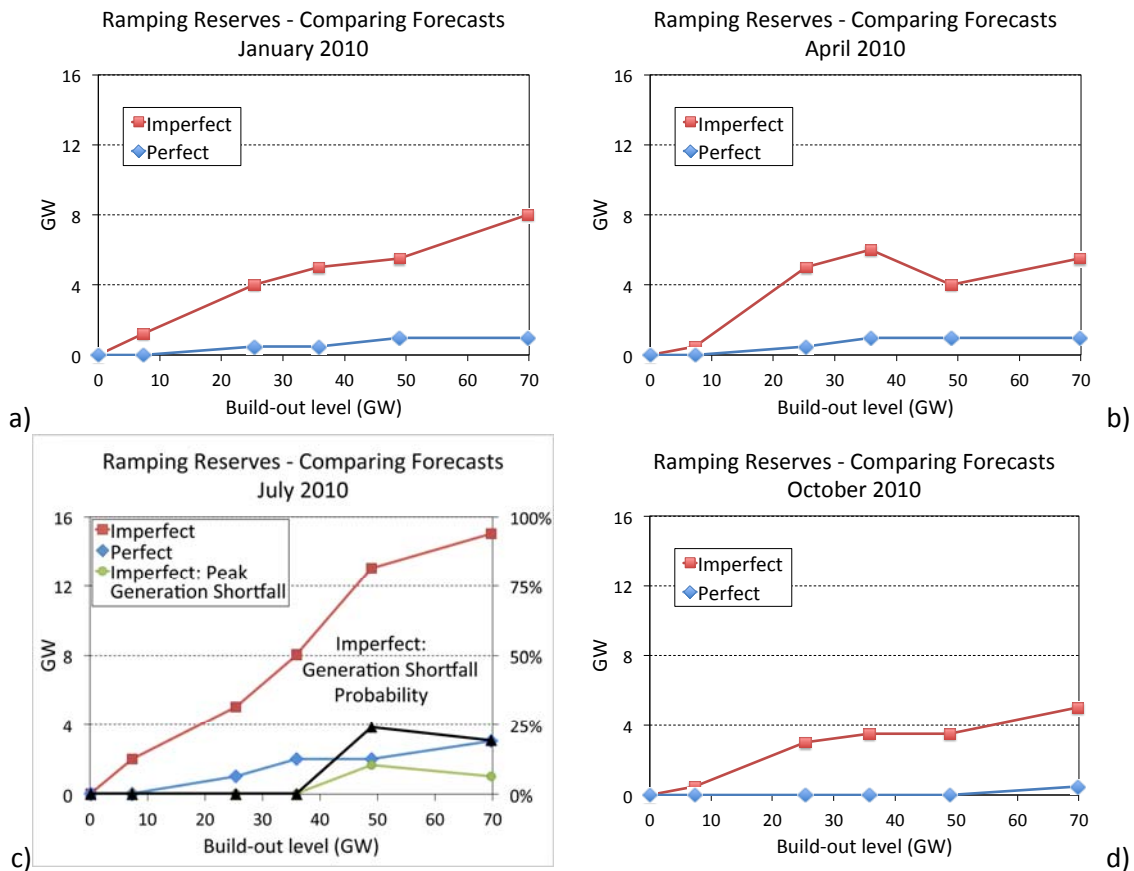 Ramping Reserves - Comparing Forecasts
January 2010
16
12
8
4
0
GW
Imperfect
Perfect
0 10 20 30 40 50 60 70
Build-out level (GW)
a)
Ramping Reserves - Comparing Forecasts
April 2010
16
12
8
4
0
GW
Imperfect
Perfect
0 10 20 30 40 50 60 70
Build-out level (GW)
b)
Ramping Reserves - Comparing Forecasts
July 2010
16
12
8
4
0
GW
Imperfect
Perfect
Imperfect: Peak
Generation Shortfall
Imperfect:
Generation Shortfall
Probability
100%
75%
50%
25%
0%
0 10 20 30 40 50 60 70
Build-out level (GW)
c)
Ramping Reserves - Comparing Forecasts
October 2010
16
12
8
4
0
GW
Imperfect
Perfect
0 10 20 30 40 50 60 70
Build-out level (GW)
d)